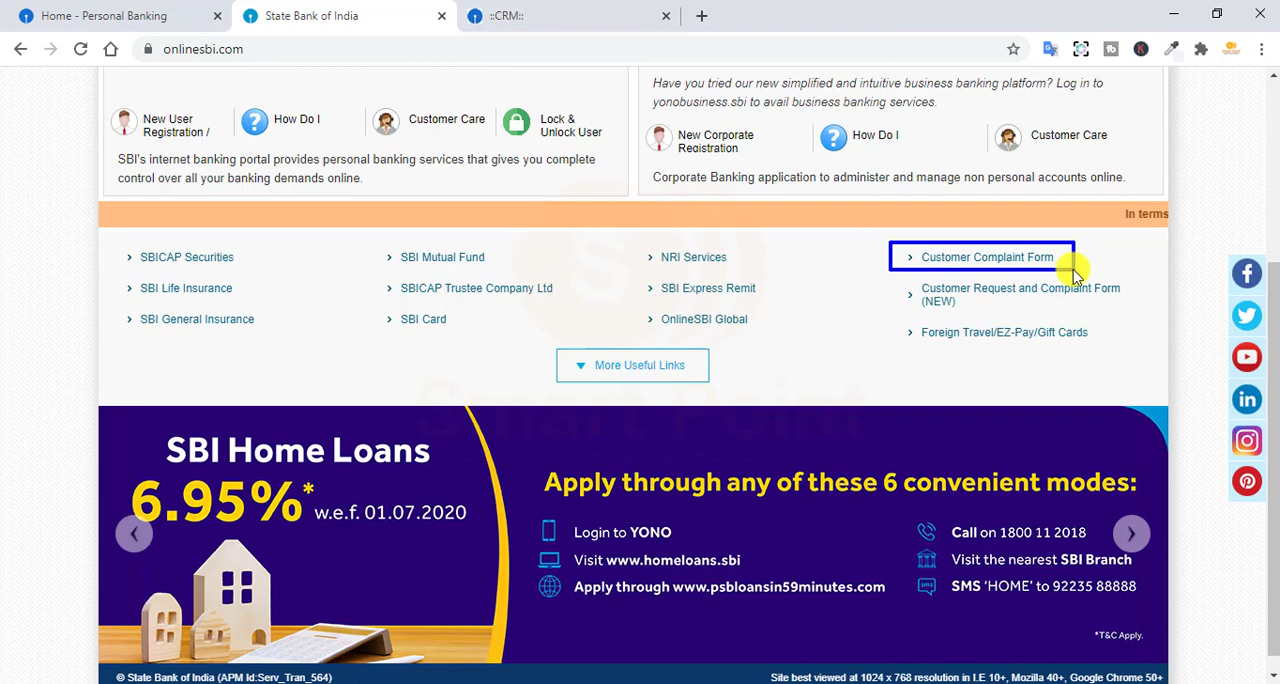 Home - Personal Banking
State Bank of India
::CRM::
onlinesbi.com
Have you tried our new simplified and intuitive business banking platform? Log in to
yonobusiness.sbi to avail business banking services.
New User
Registration /
How Do I
Customer Care
Lock &
Unlock User
New Corporate
Registration
How Do I
Customer Care
SBI's internet banking portal provides personal banking services that gives you complete
control over all your banking demands online.
Corporate Banking application to administer and manage non personal accounts online.
In terms
SBICAP Securities
SBI Life Insurance
SBI General Insurance
SBI Mutual Fund
SBICAP Trustee Company Ltd
SBI Card
NRI Services
SBI Express Remit
OnlineSBI Global
Customer Complaint Form
Customer Request and Complaint Form
(NEW)
Foreign Travel/EZ-Pay/Gift Cards
More Useful Links
Smart Point
SBI Home Loans
6.95%*
w.e.f. 01.07.2020
Apply through any of these 6 convenient modes:
Login to YONO
Visit www.homeloans.sbi
Apply through www.psbloansin59minutes.com
Call on 1800 11 2018
Visit the nearest SBI Branch
SMS 'HOME' to 92235 88888
*T&C Apply.
© State Bank of India (APM Id:Serv_Tran_564)
Site best viewed at 1024 x 768 resolution in I.E 10+, Mozilla 40+, Google Chrome 50+